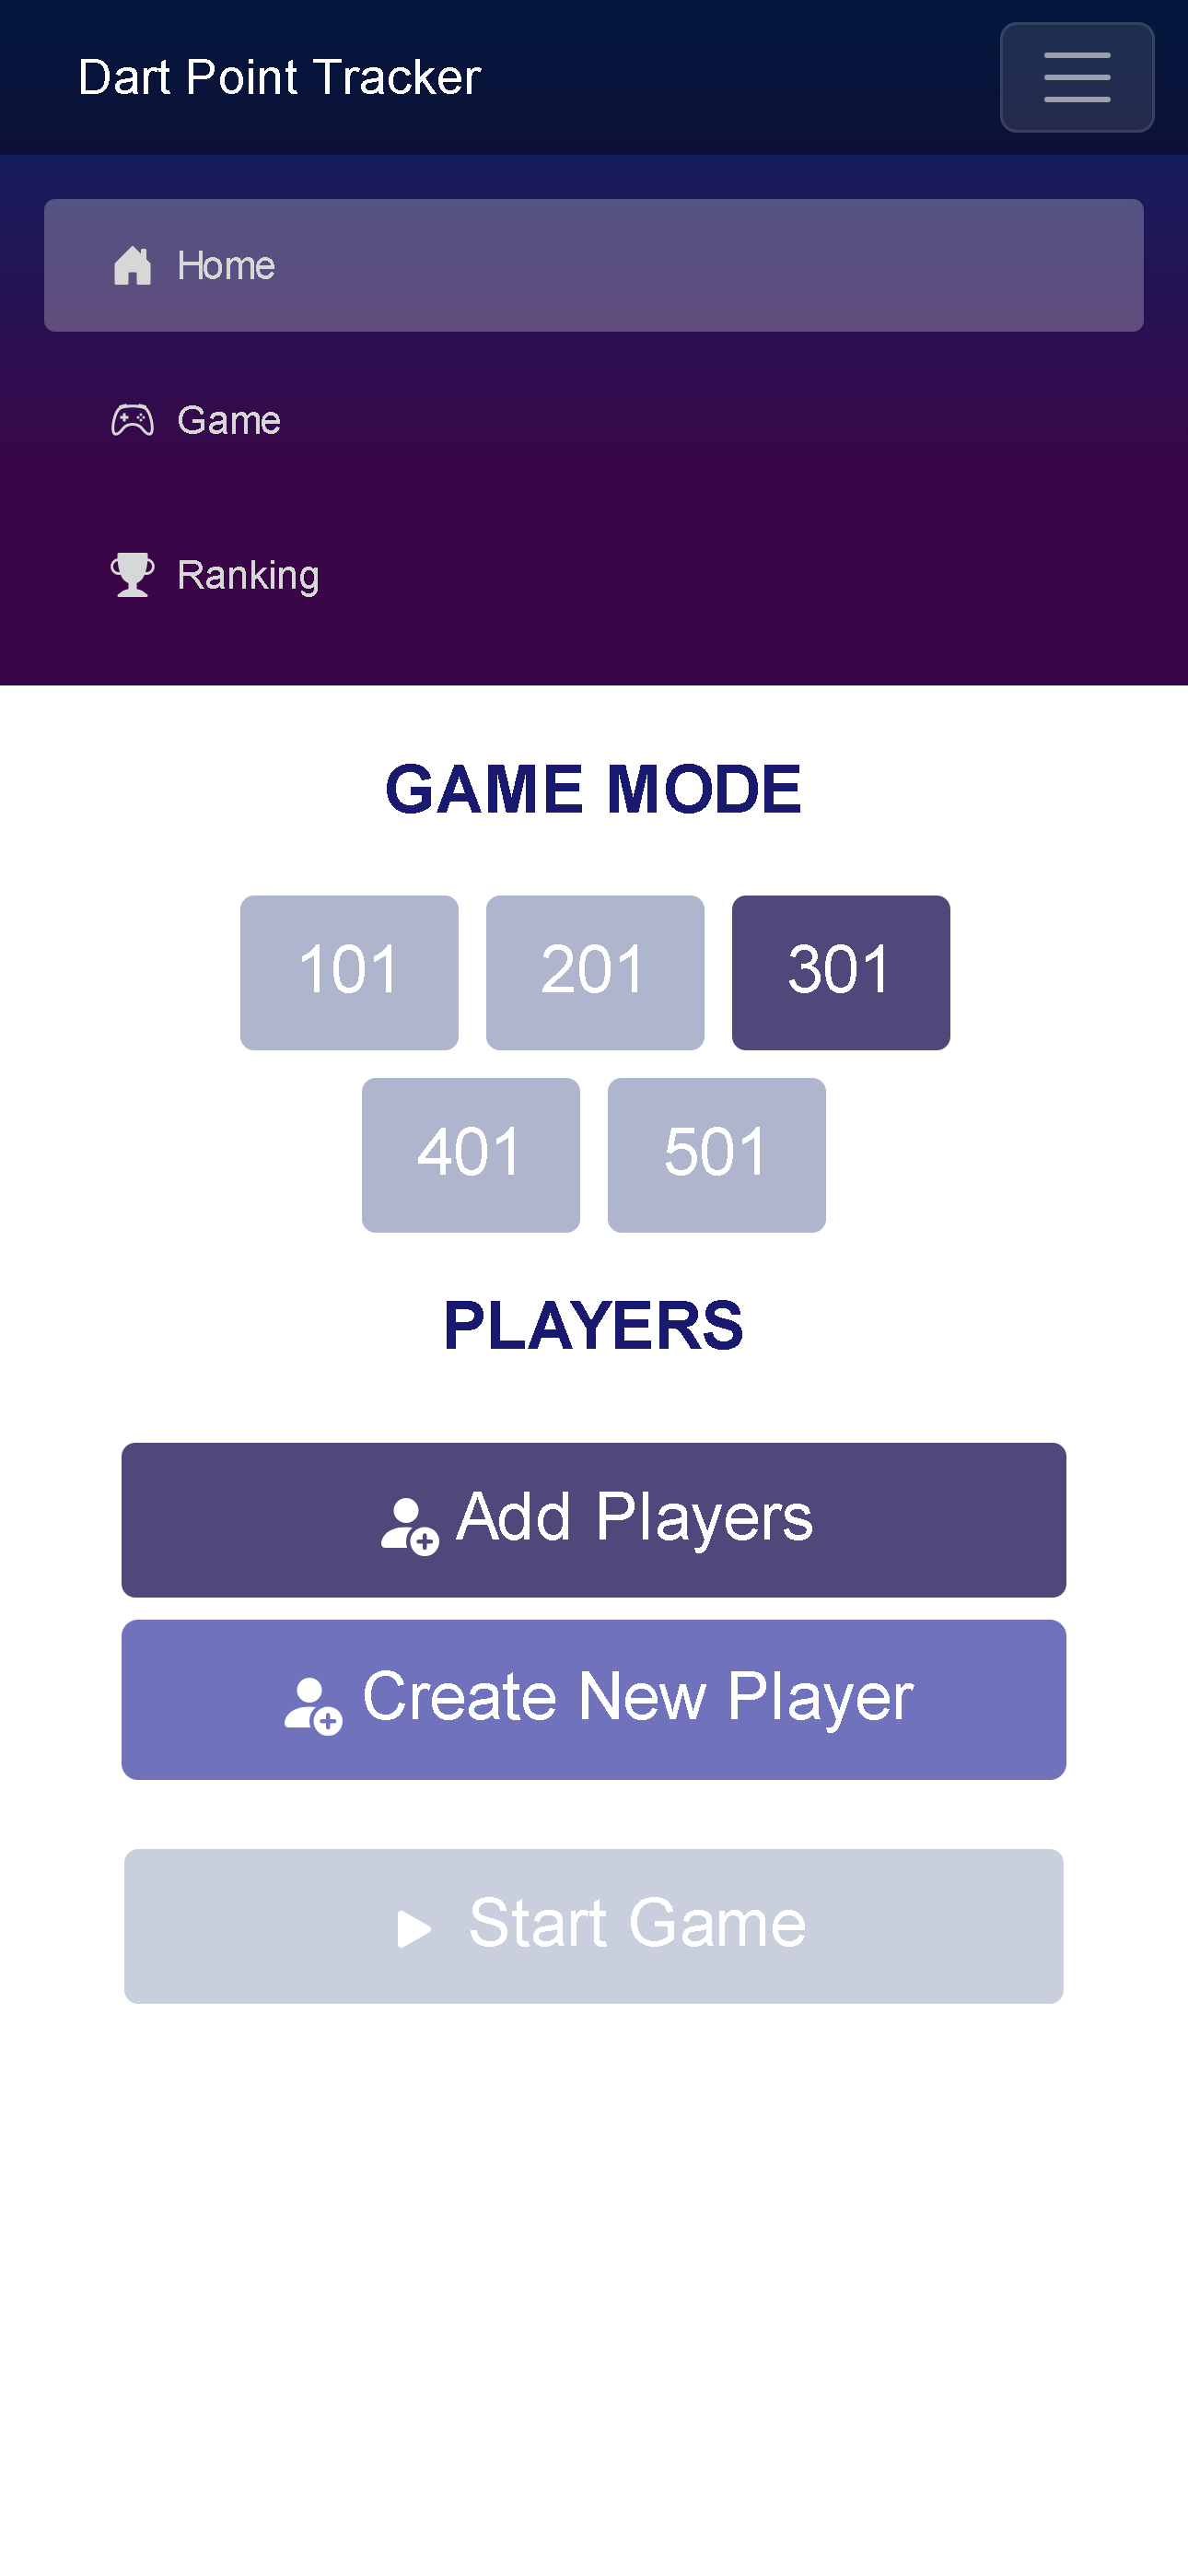 Dart Point Tracker
Home
Game
Ranking
GAME MODE
101 201 301
401 501
PLAYERS
Add Players
Create New Player
Start Game